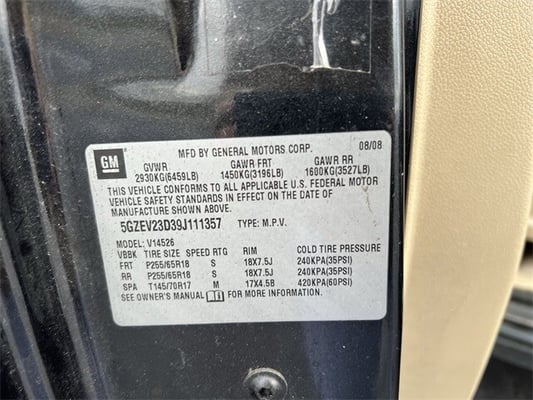 GM
MFD BY GENERAL MOTORS CORP. 08/08
GVWR GAWR FRT GAWR RR
2930KG(6459LB) 1450KG(3196LB) 1600KG(3527LB)
THIS VEHICLE CONFORMS TO ALL APPLICABLE U.S. FEDERAL MOTOR
VEHICLE SAFETY STANDARDS IN EFFECT ON THE DATE OF
MANUFACTURE SHOWN ABOVE.
5GZEV23D39J111357 TYPE: M.P.V.
MODEL: V14526
VBBK TIRE SIZE SPEED RTG RIM COLD TIRE PRESSURE
FRT P255/65R18 S 18X7.5J 240KPA(35PSI)
RR P255/65R18 S 18X7.5J 240KPA(35PSI)
SPA T145/70R17 M 17X4.5B 420KPA(60PSI)
SEE OWNER'S MANUAL FOR MORE INFORMATION.